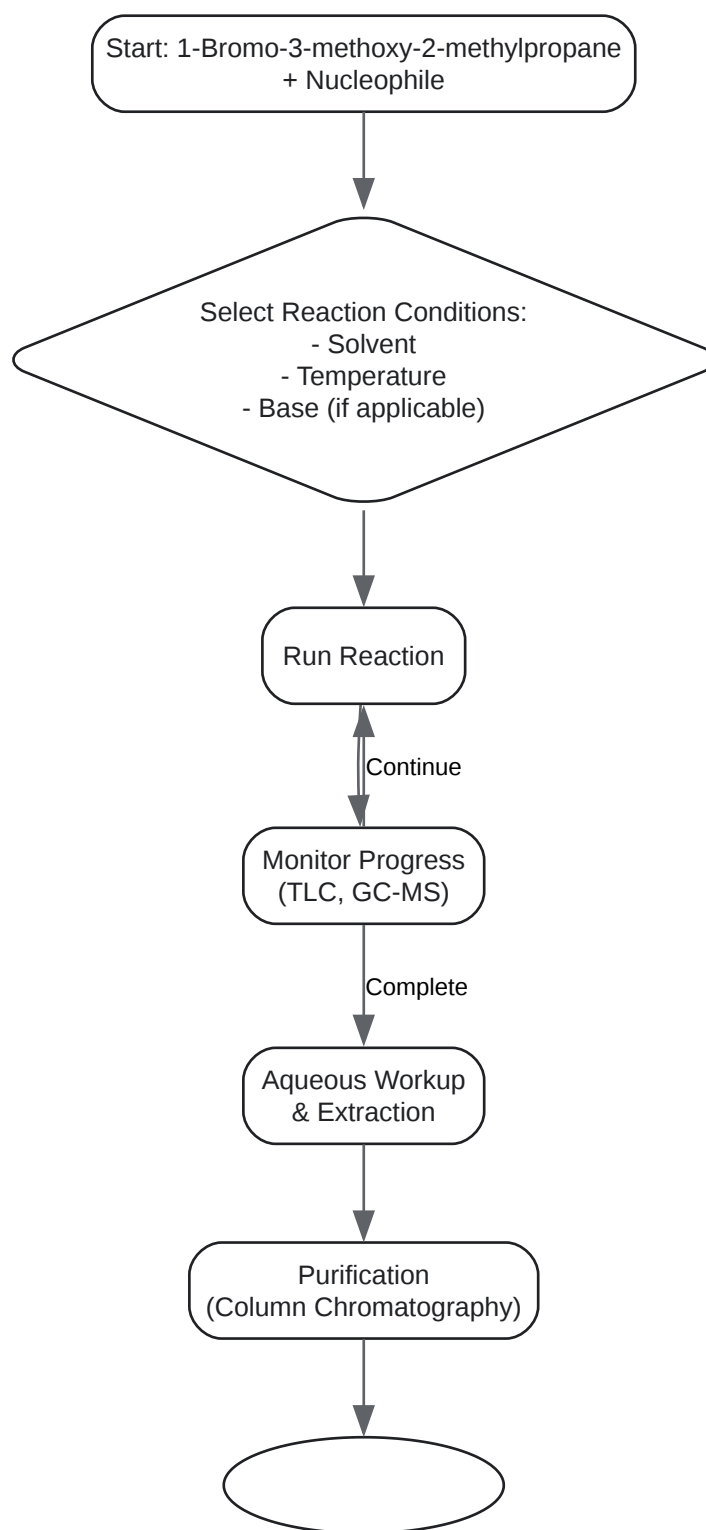 Start: 1-Bromo-3-methoxy-2-methylpropane
+ Nucleophile
Select Reaction Conditions:
- Solvent
- Temperature
- Base (if applicable)
Run Reaction
Continue
Monitor Progress
(TLC, GC-MS)
Complete
Aqueous Workup
& Extraction
Purification
(Column Chromatography)